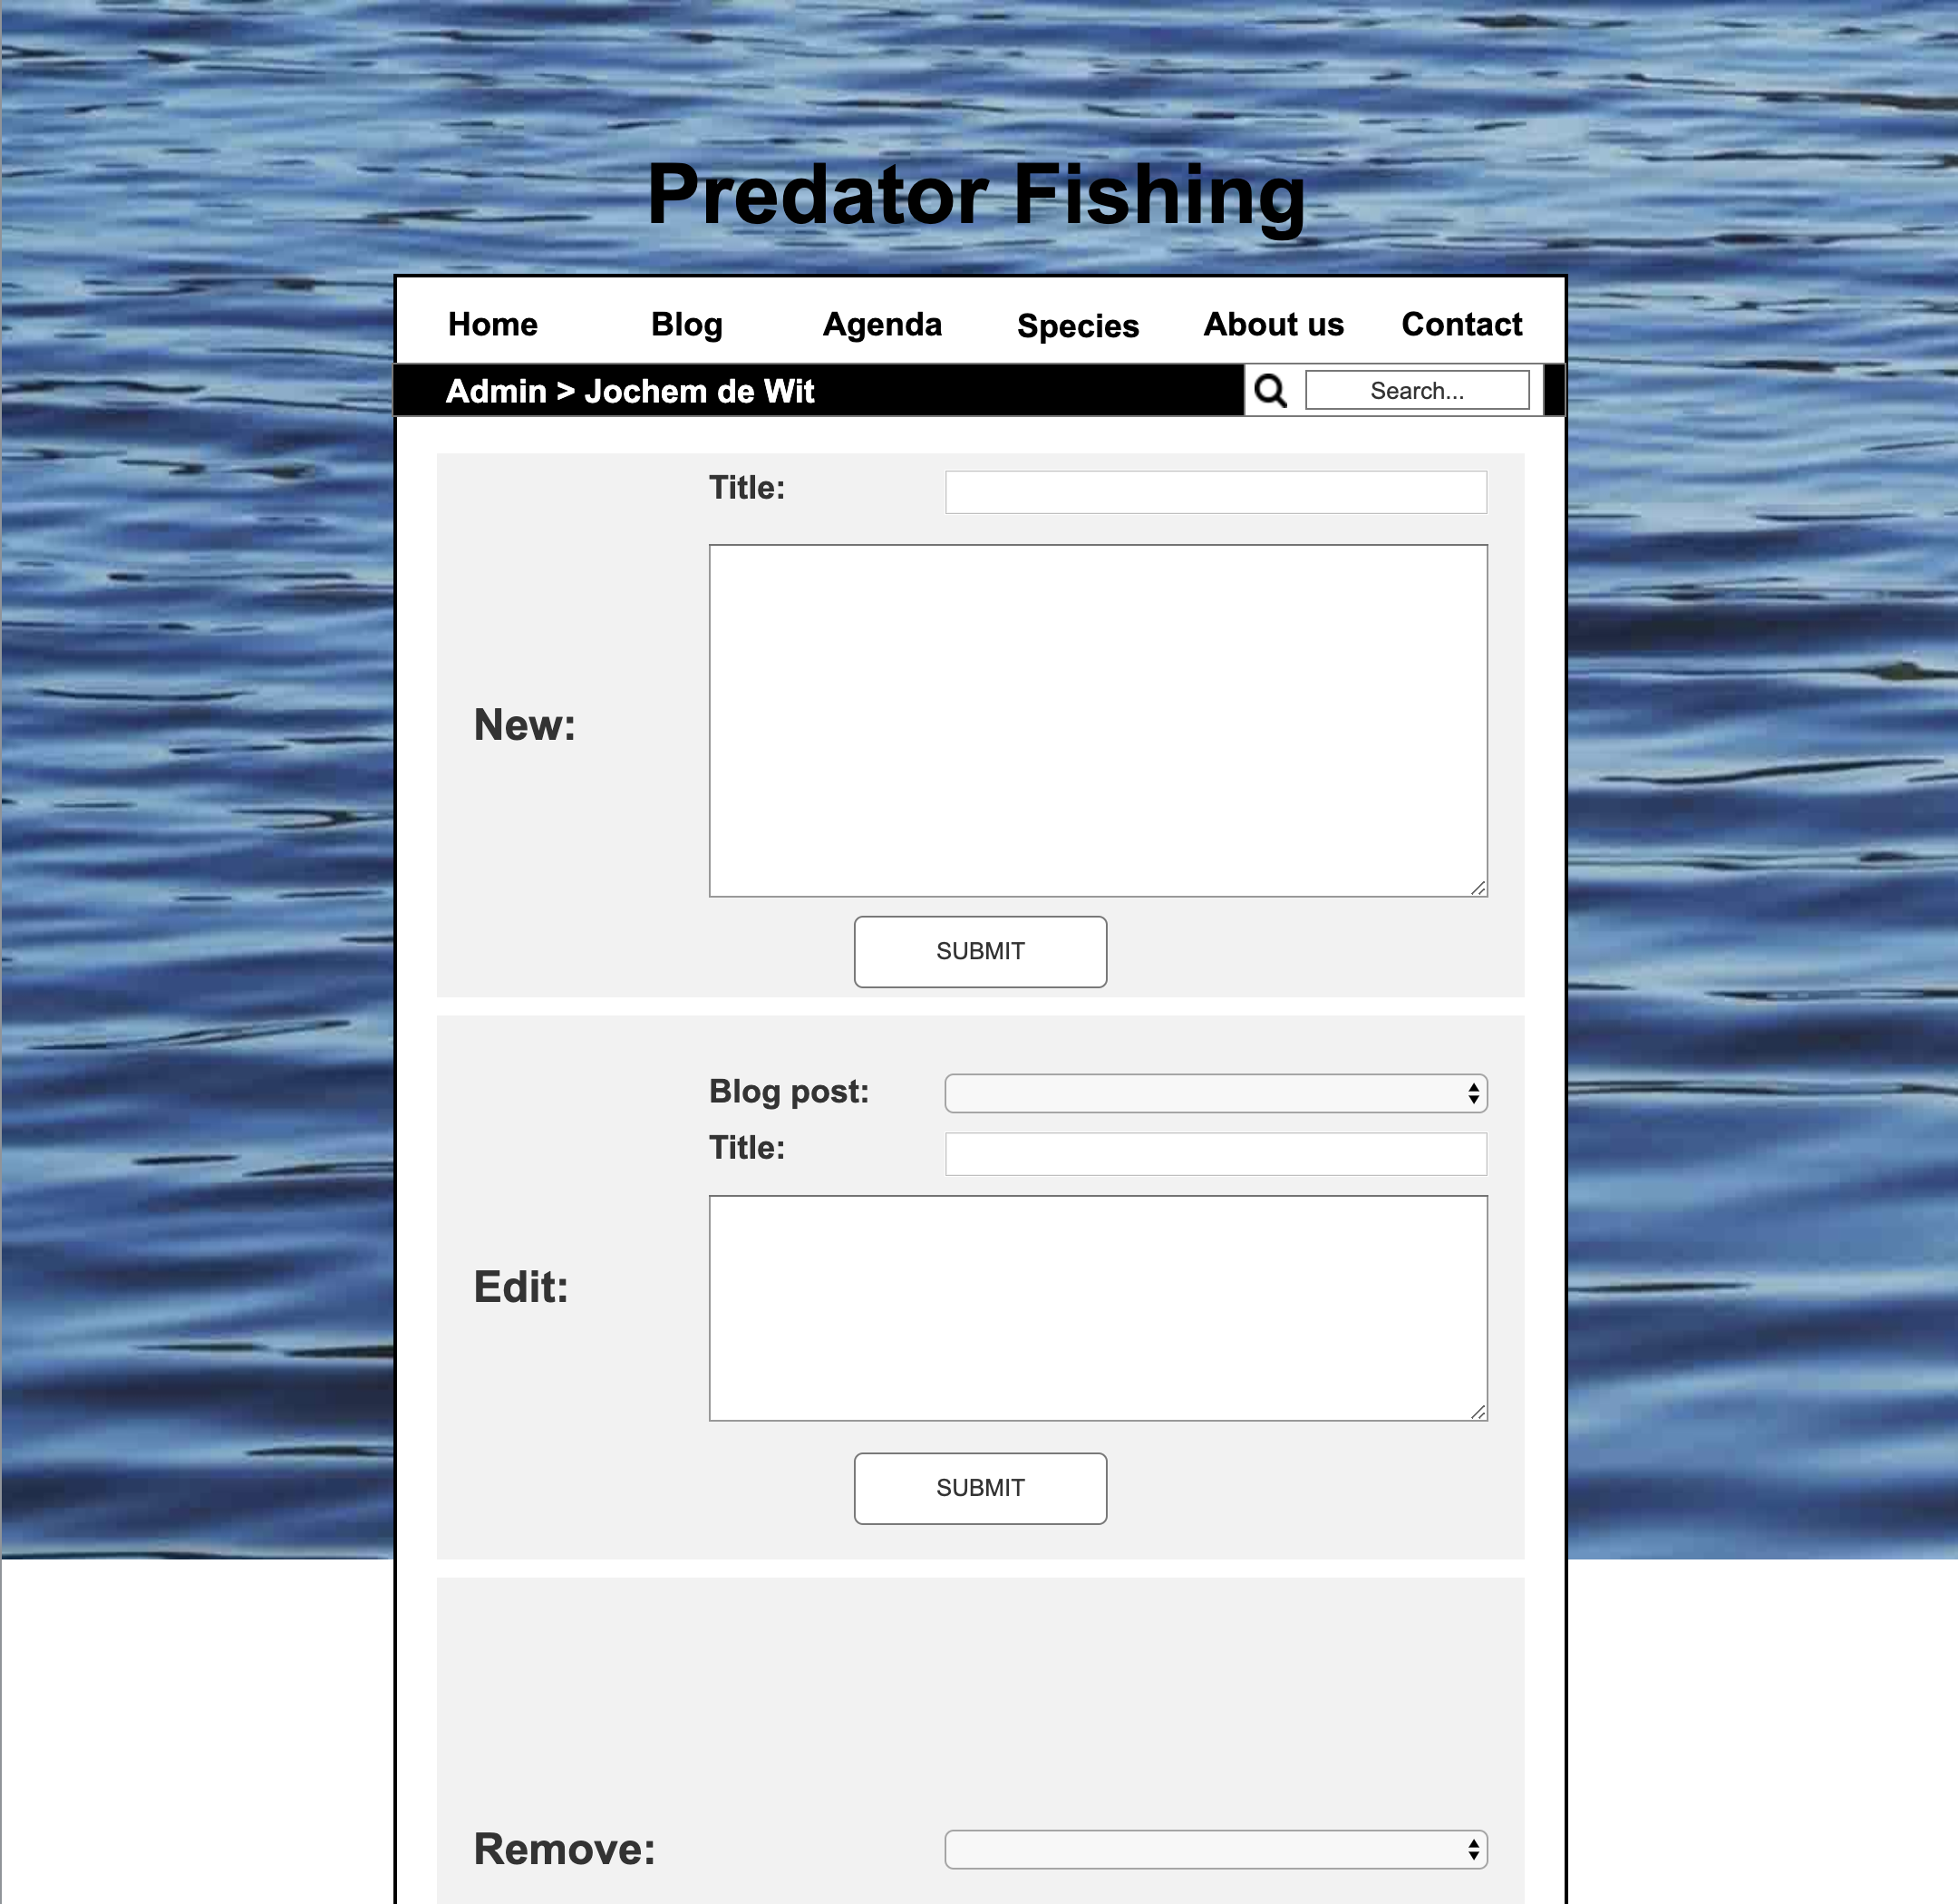 Predator Fishing
Home Blog Agenda Species About us Contact
Admin > Jochem de Wit Search...
Title:
New:
SUBMIT
Blog post:
Title:
Edit:
SUBMIT
Remove: